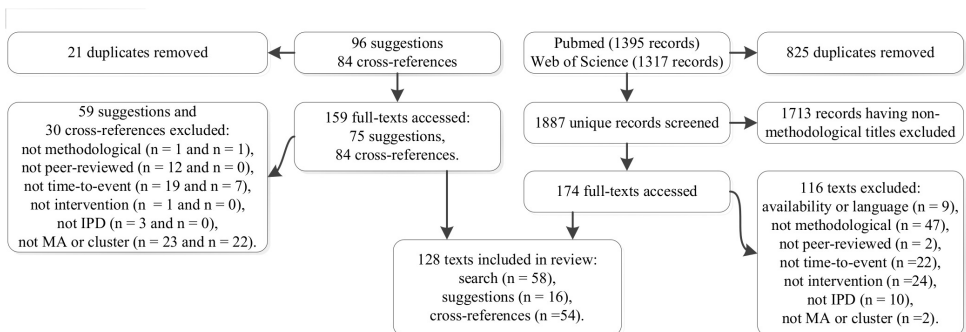 21 duplicates removed
96 suggestions
84 cross-references
Pubmed (1395 records)
Web of Science (1317 records)
825 duplicates removed
59 suggestions and
30 cross-references excluded:
not methodological (n = 1 and n = 1),
not peer-reviewed (n = 12 and n = 0),
not time-to-event (n = 19 and n = 7),
not intervention (n = 1 and n = 0),
not IPD (n = 3 and n = 0),
not MA or cluster (n = 23 and n = 22).
159 full-texts accessed:
75 suggestions,
84 cross-references.
1887 unique records screened
1713 records having non-
methodological titles excluded
174 full-texts accessed
116 texts excluded:
availability or language (n = 9),
not methodological (n = 47),
not peer-reviewed (n = 2),
not time-to-event (n =22),
not intervention (n =24),
not IPD (n = 10),
not MA or cluster (n =2).
128 texts included in review:
search (n = 58),
suggestions (n = 16),
cross-references (n =54).